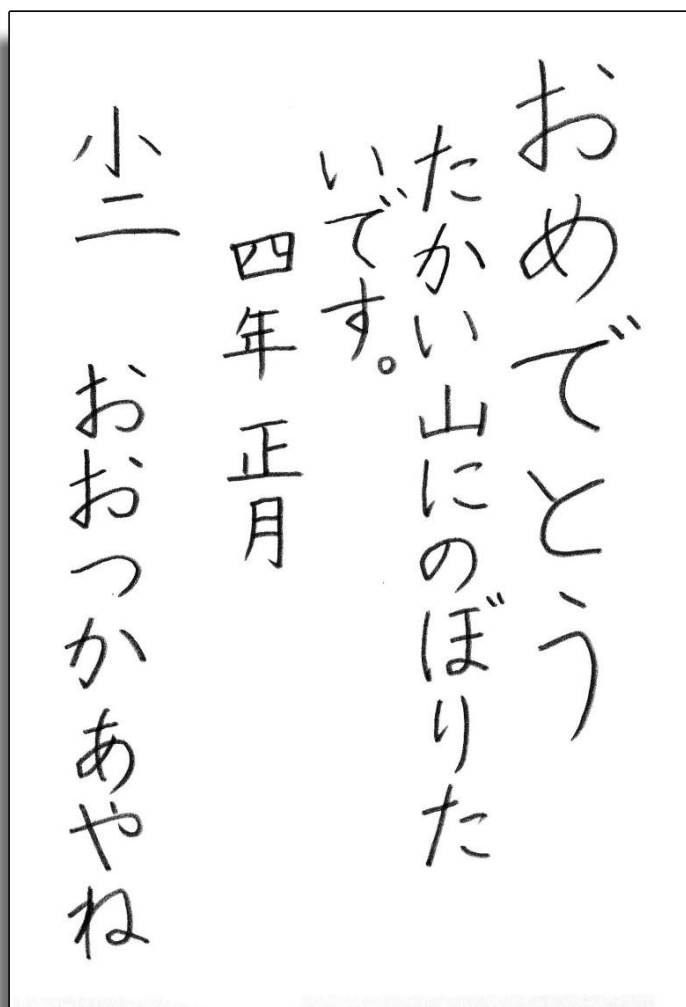 おめでとう
たかい山にのぼりた
いです。
四年 正月
小二 おおつかあやね